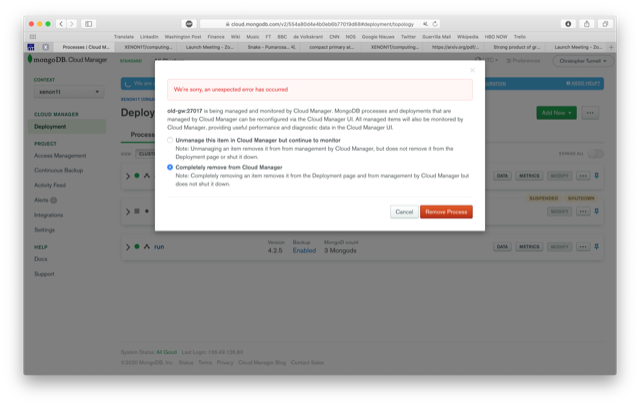 cloud.mongodb.com/v2/554a80d8e4b0eb6b77019d68#deployment/topology
Translate LinkedIn Washington Post Finance Wiki Music FT BBC de Volkskrant CNN NOS Google Nieuws Twitter Guerrilla Mail Wikipedia HBO NOW Trello
Processes | Cloud M... XENON1T/computing... Launch Meeting - Zo... Snake - Pumarosa... compact primary at... XENON1T/computing... https://arxiv.org/pdf/... Strong product of gr... Launch Meeting - Zo...
mongoDB. Cloud Manager
Preferences
Christopher Tunnell
CONTEXT
xenon1t
CLOUD MANAGER
Deployment
PROJECT
Access Management
Continuous Backup
Activity Feed
Alerts
Integrations
Settings
HELP
Docs
Support
We are
NEED HELP?
Deploy
Add New
Processes
We're sorry, an unexpected error has occurred
old-gw:27017 is being managed and monitored by Cloud Manager. MongoDB processes and deployments that are
managed by Cloud Manager can be reconfigured via the Cloud Manager UI. All managed items will also be monitored by
Cloud Manager, providing useful performance and diagnostic data in the Cloud Manager UI.
Unmanage this item in Cloud Manager but continue to monitor
Note: Unmanaging an item removes it from from management by Cloud Manager, but does not remove it from the
Deployment page or shut it down.
Completely remove from Cloud Manager
Note: Completely removing an item removes it from the Deployment page and from management by Cloud Manager but
does not shut it down.
Cancel Remove Process
DATA METRICS MODIFY ...
SUSPENDED SHUTDOWN
MODIFY ...
run
Version
4.2.5
Backup
Enabled
MongoD count
3 Mongods
DATA METRICS MODIFY ...
System Status: All Good Last Login:
©2020 MongoDB, Inc. Status Terms Privacy Cloud Manager Blog Contact Sales